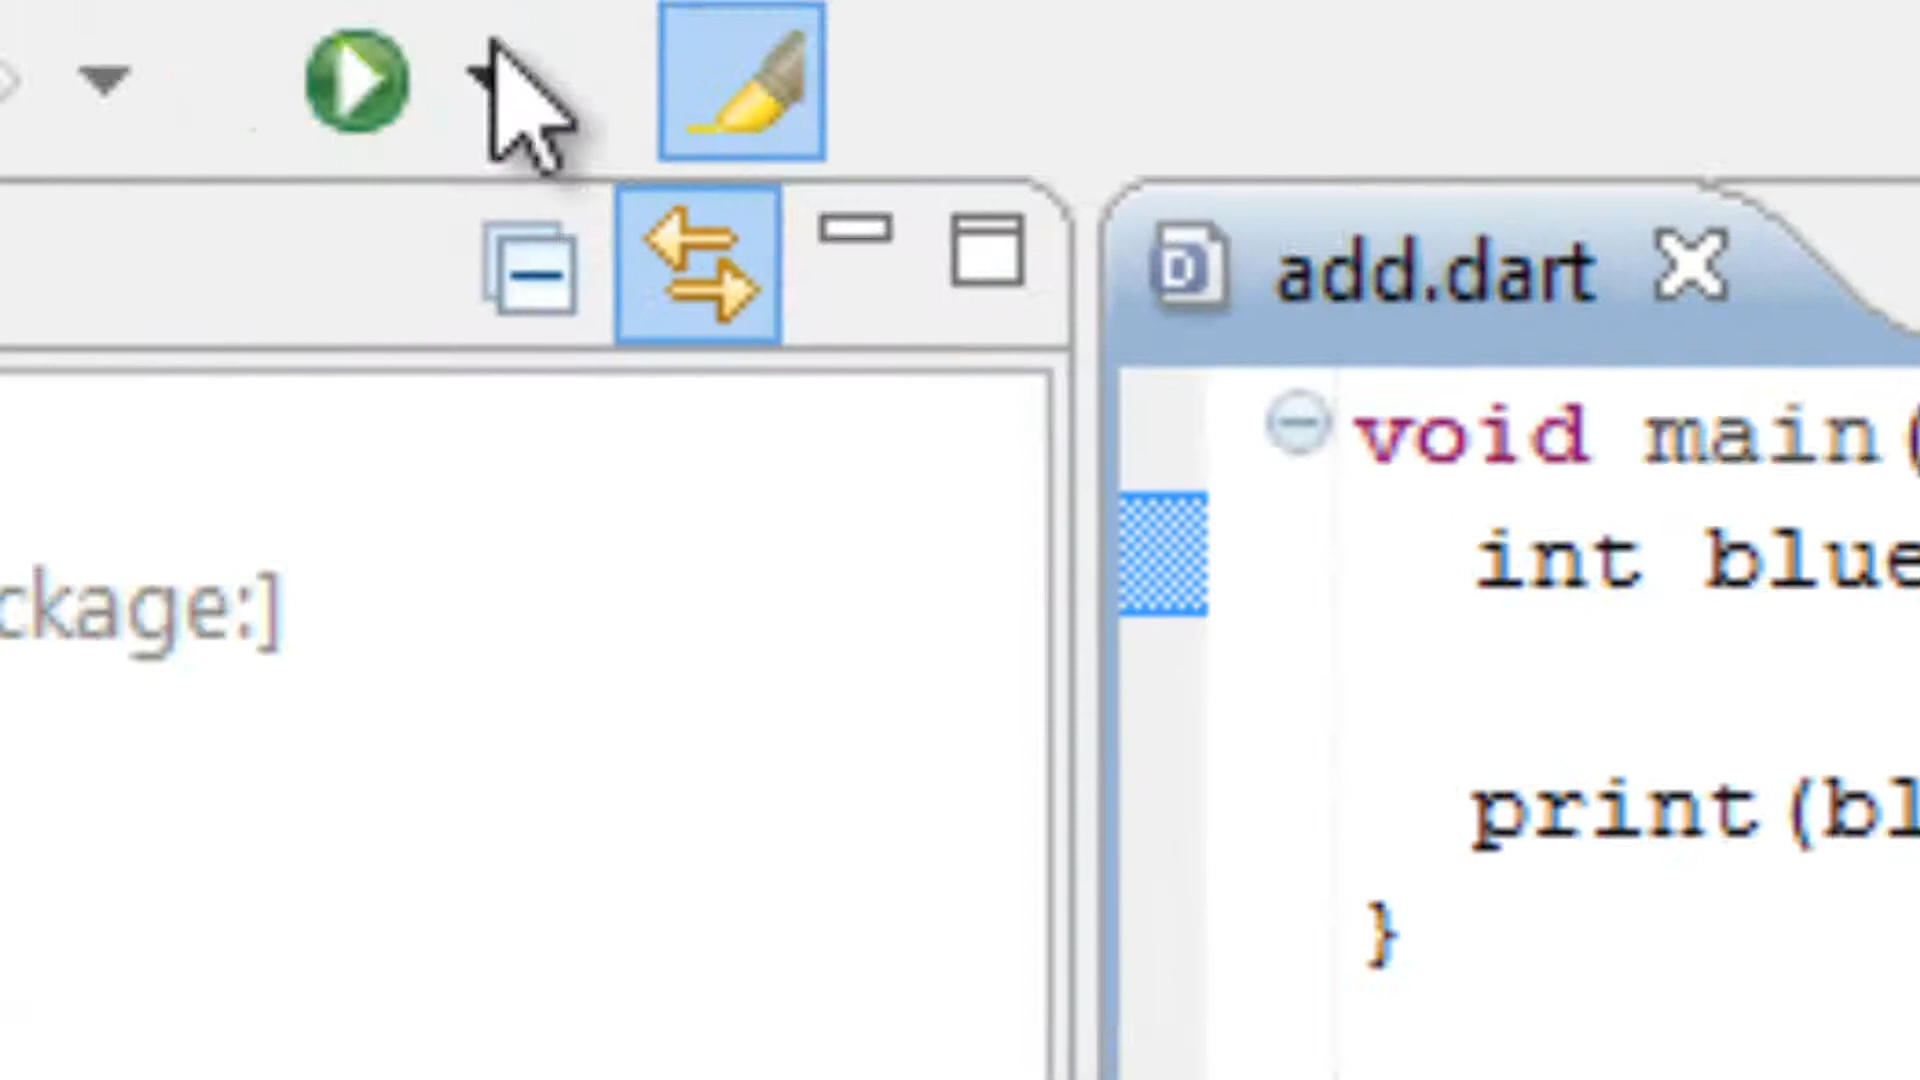 add.dart
void main(
int blue
ckage:]
print(bl
}